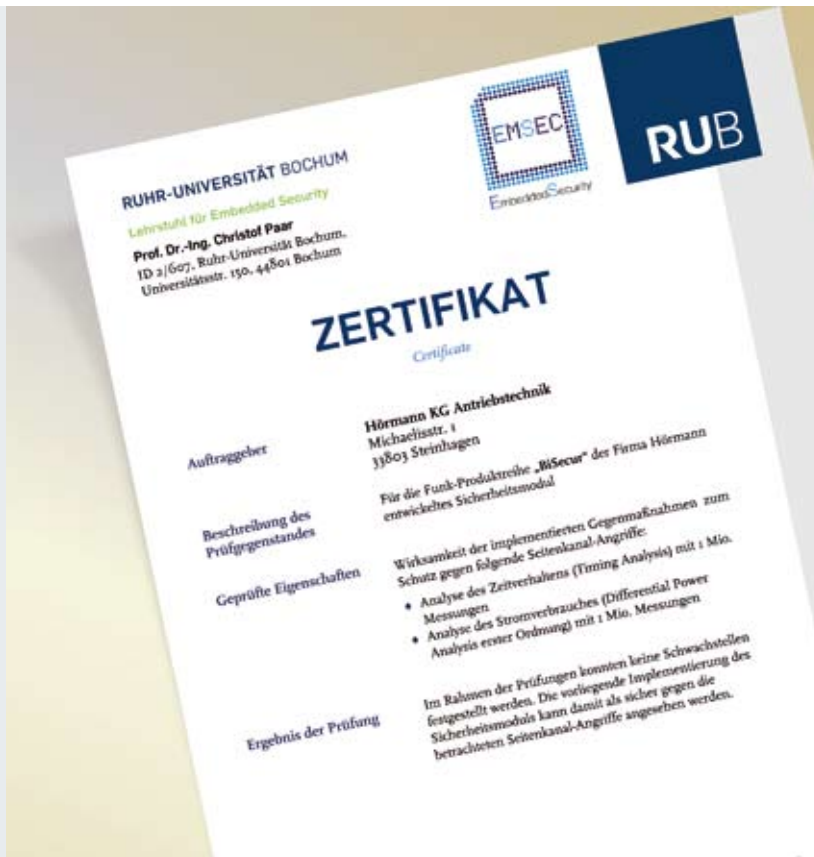 EMSEC
EmbeddedSecurity
RUB
RUHR-UNIVERSITÄT BOCHUM
Lehrstuhl für Embedded Security
Prof. Dr.-Ing. Christof Paar
ID 2/607, Ruhr-Universität Bochum,
Universitätsstr. 150, 44801 Bochum
ZERTIFIKAT
Certificate
Auftraggeber
Hörmann KG Antriebstechnik
Michaelisstr. 1
33803 Steinhagen
Beschreibung des
Prüfgegenstandes
Für die Funk-Produktreihe „BiSecur" der Firma Hörmann
entwickeltes Sicherheitsmodul
Geprüfte Eigenschaften
Wirksamkeit der implementierten Gegenmaßnahmen zum
Schutz gegen folgende Seitenkanal-Angriffe:
• Analyse des Zeitverhaltens (Timing Analysis) mit 1 Mio.
Messungen
• Analyse des Stromverbrauches (Differential Power
Analysis erster Ordnung) mit 1 Mio. Messungen
Ergebnis der Prüfung
Im Rahmen der Prüfungen konnten keine Schwachstellen
festgestellt werden. Die vorliegende Implementierung des
Sicherheitsmoduls kann damit als sicher gegen die
betrachteten Seitenkanal-Angriffe angesehen werden.